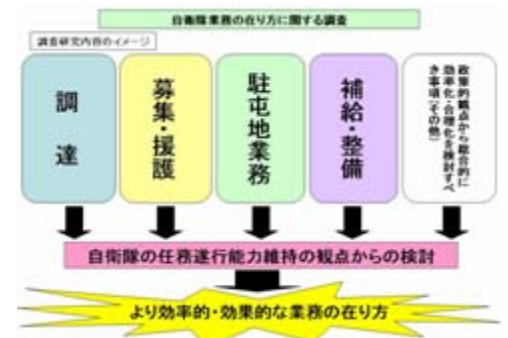 自衛隊業務の在り方に関する調査
調査研究内容のイメージ
調達
募集・援護
駐屯地業務
補給・整備
政策的観点から総合的に
効率化・合理化を検討すべ
き事項(その他)
自衛隊の任務遂行能力維持の観点からの検討
より効率的・効果的な業務の在り方